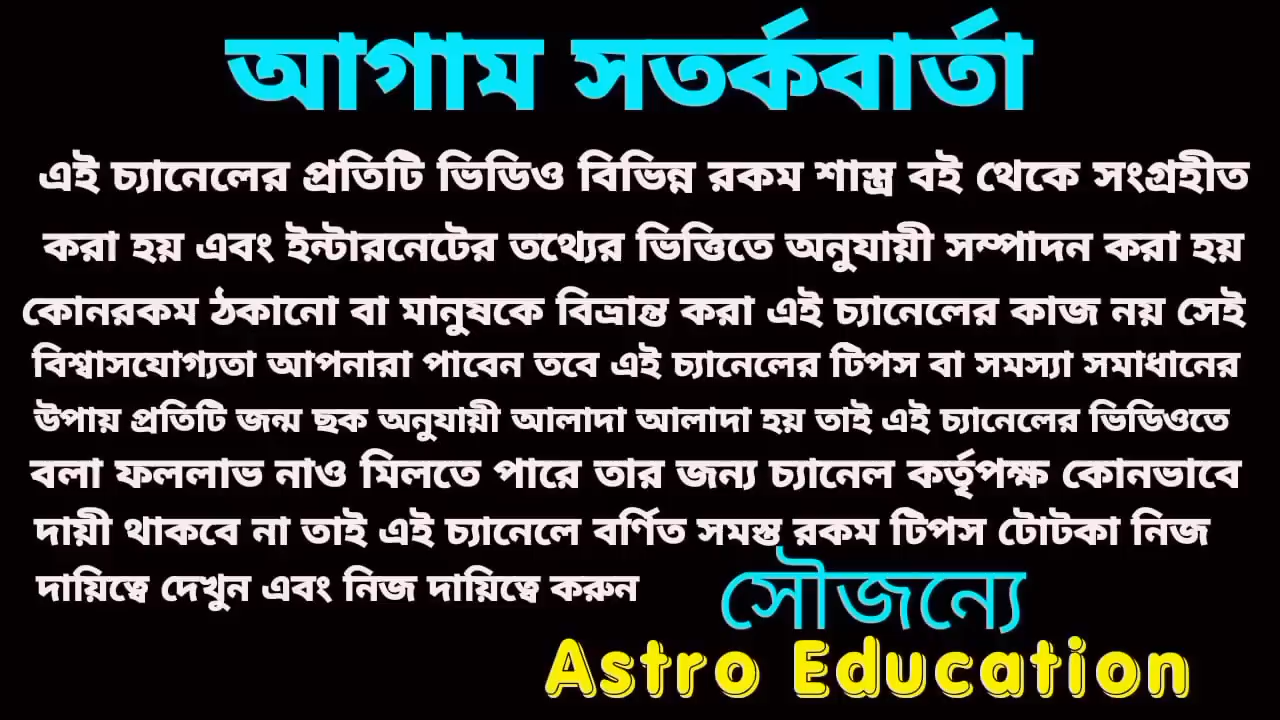 আগাম সতর্কবার্তা
এই চ্যানেলের প্রতিটি ভিডিও বিভিন্ন রকম শাস্ত্র বই থেকে সংগ্রহীত
করা হয় এবং ইন্টারনেটের তথ্যের ভিত্তিতে অনুযায়ী সম্পাদন করা হয়
কোনরকম ঠকানো বা মানুষকে বিভ্রান্ত করা এই চ্যানেলের কাজ নয় সেই
বিশ্বাসযোগ্যতা আপনারা পাবেন তবে এই চ্যানেলের টিপস বা সমস্যা সমাধানের
উপায় প্রতিটি জন্ম ছক অনুযায়ী আলাদা আলাদা হয় তাই এই চ্যানেলের ভিডিওতে
বলা ফললাভ নাও মিলতে পারে তার জন্য চ্যানেল কর্তৃপক্ষ কোনভাবে
দায়ী থাকবে না তাই এই চ্যানেলে বর্ণিত সমস্ত রকম টিপস টোটকা নিজ
দায়িত্বে দেখুন এবং নিজ দায়িত্বে করুন
সৌজন্যে
Astro Education